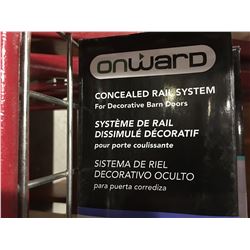 onward
CONCEALED RAIL SYSTEM
For Decorative Barn Doors
SYSTÈME DE RAIL
DISSIMULÉ DÉCORATIF
pour porte coulissante
SISTEMA DE RIEL
DECORATIVO OCULTO
para puerta corrediza